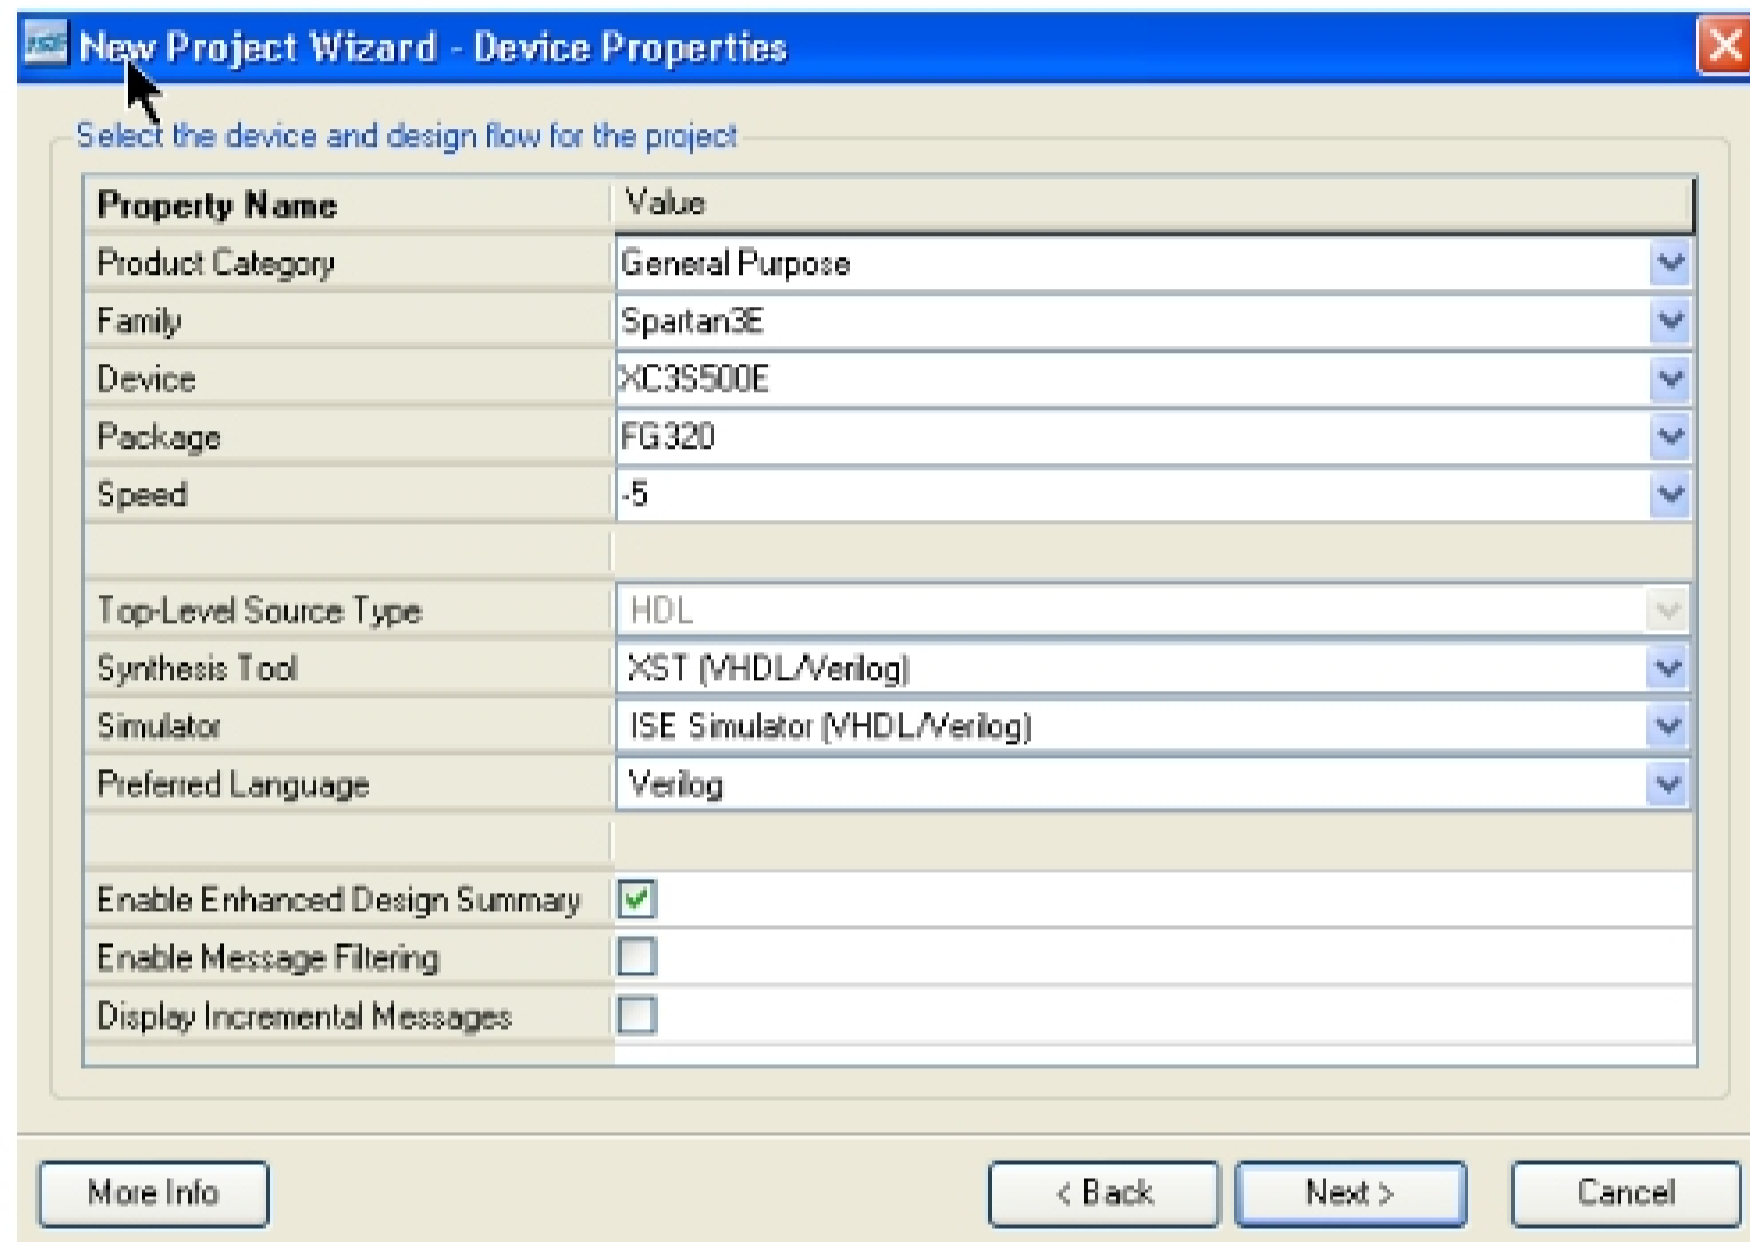 ISE New Project Wizard - Device Properties
Select the device and design flow for the project
Property Name Value
Product Category General Purpose
Family Spartan3E
Device XC3S500E
Package FG320
Speed -5
Top-Level Source Type HDL
Synthesis Tool XST (VHDL/Verilog)
Simulator ISE Simulator (VHDL/Verilog)
Preferred Language Verilog
Enable Enhanced Design Summary
Enable Message Filtering
Display Incremental Messages
More Info < Back Next > Cancel